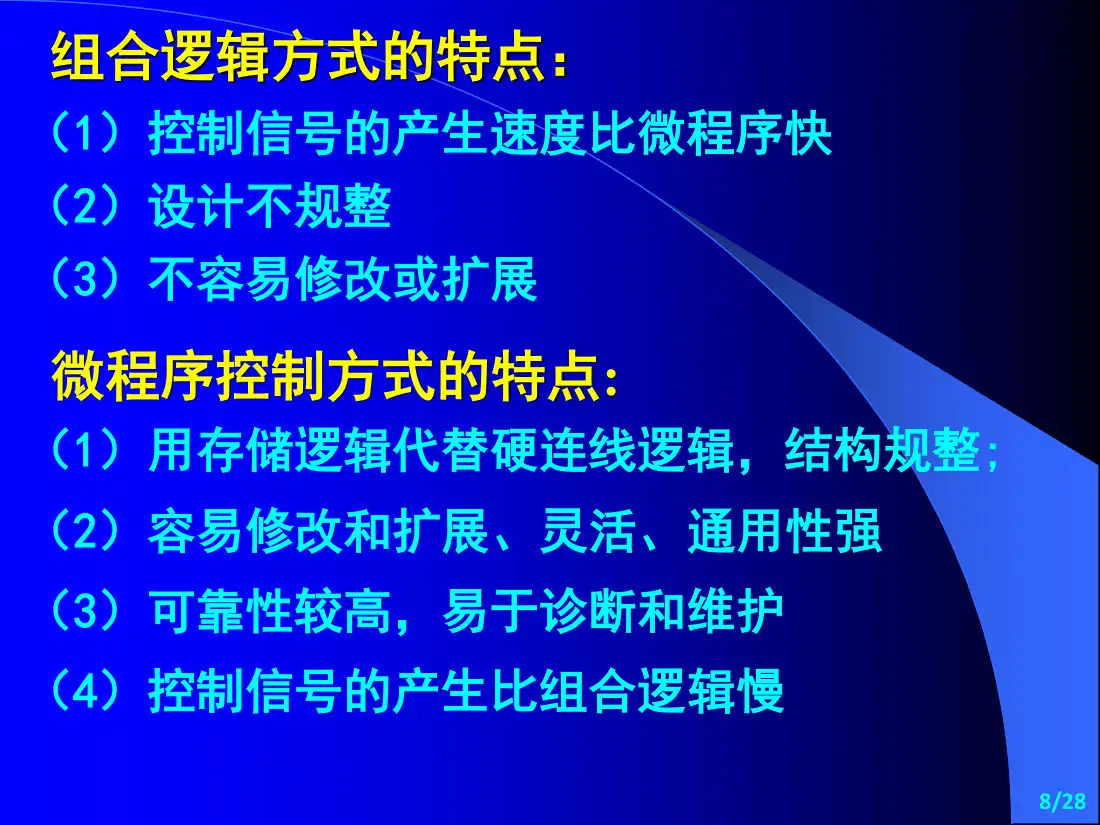 组合逻辑方式的特点：
（1）控制信号的产生速度比微程序快
（2）设计不规整
（3）不容易修改或扩展
微程序控制方式的特点:
（1）用存储逻辑代替硬连线逻辑，结构规整;
（2）容易修改和扩展、灵活、通用性强
（3）可靠性较高，易于诊断和维护
（4）控制信号的产生比组合逻辑慢
8/28